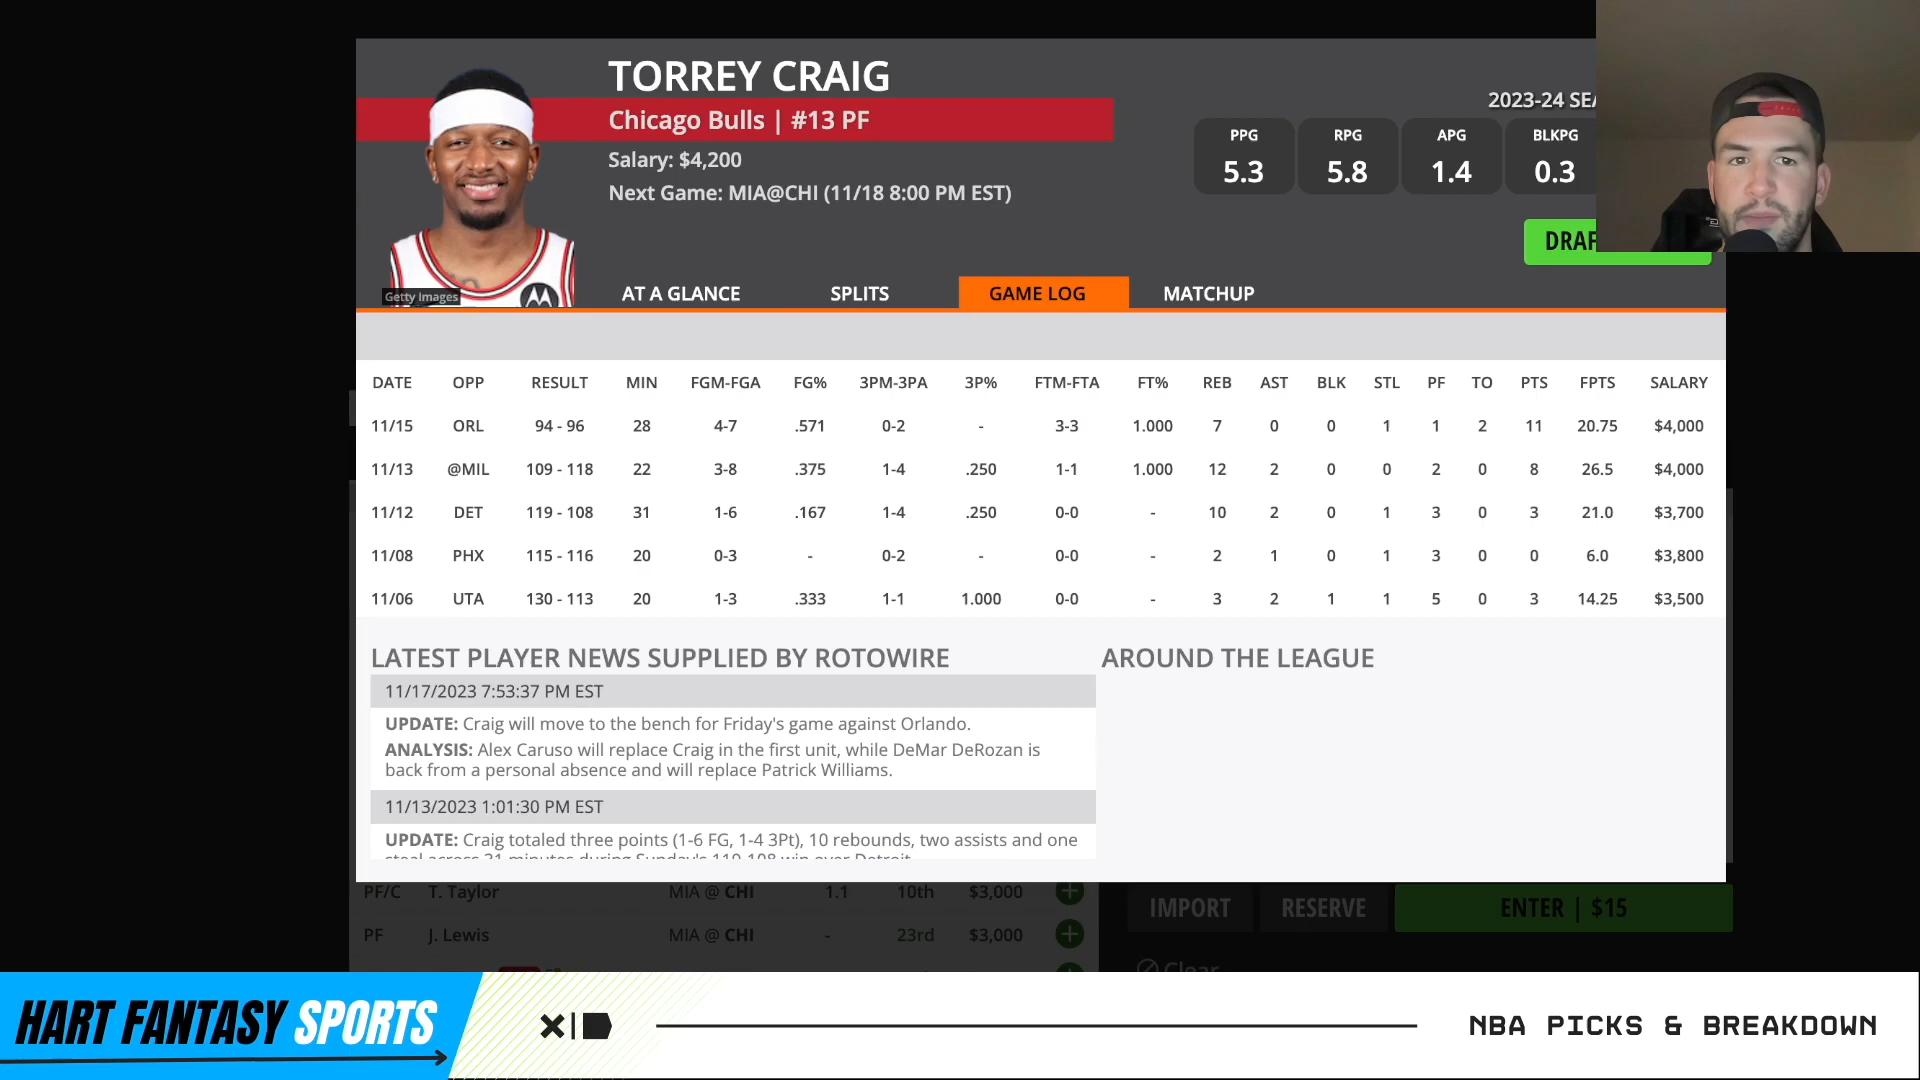 TORREY CRAIG
Chicago Bulls | #13 PF
Salary: $4,200
Next Game: MIA@CHI (11/18 8:00 PM EST)
2023-24 SEA
PPG RPG APG BLKPG
5.3 5.8 1.4 0.3
DRAF
Getty Images
AT A GLANCE SPLITS GAME LOG MATCHUP
DATE OPP RESULT MIN FGM-FGA FG% 3PM-3PA 3P% FTM-FTA FT% REB AST BLK STL PF TO PTS FPTS SALARY
11/15 ORL 94 - 96 28 4-7 .571 0-2 - 3-3 1.000 7 0 0 1 1 2 11 20.75 $4,000
11/13 @MIL 109 - 118 22 3-8 .375 1-4 .250 1-1 1.000 12 2 0 0 2 0 8 26.5 $4,000
11/12 DET 119 - 108 31 1-6 .167 1-4 .250 0-0 - 10 2 0 1 3 0 3 21.0 $3,700
11/08 PHX 115 - 116 20 0-3 - 0-2 - 0-0 - 2 1 0 1 3 0 0 6.0 $3,800
11/06 UTA 130 - 113 20 1-3 .333 1-1 1.000 0-0 - 3 2 1 1 5 0 3 14.25 $3,500
LATEST PLAYER NEWS SUPPLIED BY ROTOWIRE
AROUND THE LEAGUE
11/17/2023 7:53:37 PM EST
UPDATE: Craig will move to the bench for Friday's game against Orlando.
ANALYSIS: Alex Caruso will replace Craig in the first unit, while DeMar DeRozan is
back from a personal absence and will replace Patrick Williams.
11/13/2023 1:01:30 PM EST
UPDATE: Craig totaled three points (1-6 FG, 1-4 3Pt), 10 rebounds, two assists and one
steal across 31 minutes during Sunday's 119-108 win over Detroit.
PF/C T. Taylor MIA @ CHI 1.1 10th $3,000
PF J. Lewis MIA @ CHI - 23rd $3,000
IMPORT RESERVE ENTER | $15
Clear
HART FANTASY SPORTS
NBA PICKS & BREAKDOWN